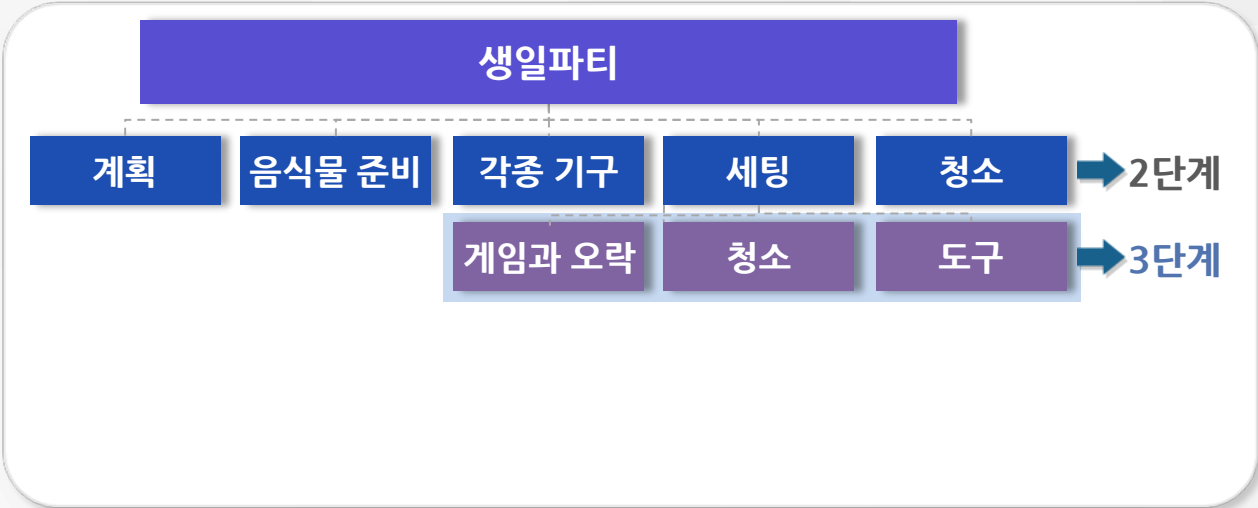 생일파티
계획 음식물 준비 각종 기구 세팅 청소 2단계
게임과 오락 청소 도구 3단계